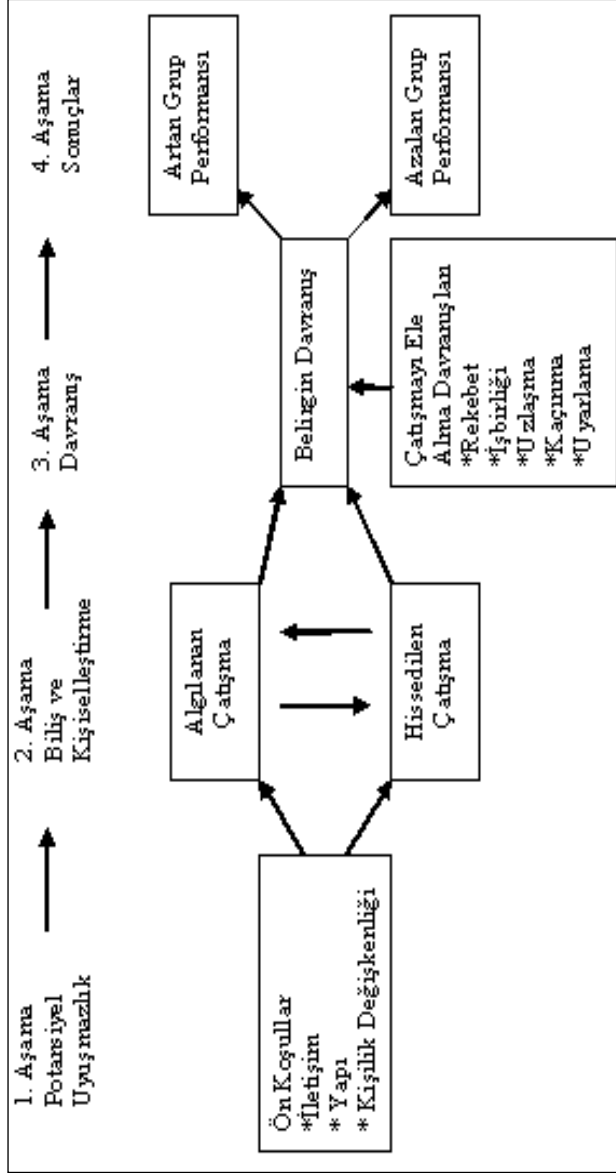 1. Aşama
Potansiyel
Uyuşmazlık
2. Aşama
Biliş ve
Kişiselleştirme
3. Aşama
Davranış
4. Aşama
Sonuçlar
Ön Koşullar
*İletişim
* Yapı
* Kişilik Değişkenliği
Algılanan
Çatışma
Hissedilen
Çatışma
Belirgin Davranış
Çatışmayı Ele
Alma Davranışları
*Rekebet
*İşbirliği
*Uzlaşma
*Kaçınma
*Uyarlama
Artan Grup
Performansı
Azalan Grup
Performansı